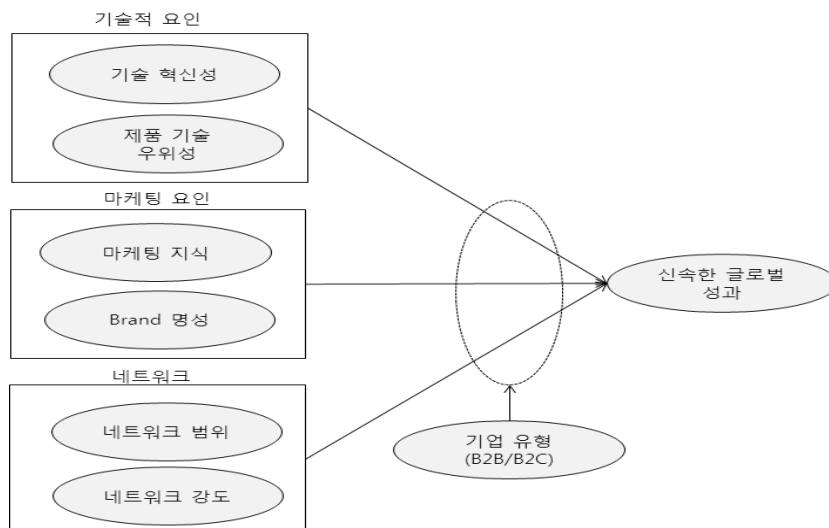 기술적 요인
기술 혁신성
제품 기술
우위성
마케팅 요인
마케팅 지식
Brand 명성
네트워크
네트워크 범위
네트워크 강도
신속한 글로벌
성과
기업 유형
(B2B/B2C)